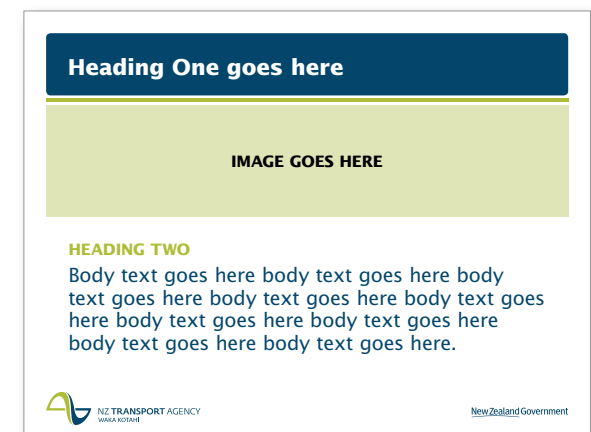 Heading One goes here
IMAGE GOES HERE
HEADING TWO
Body text goes here body text goes here body
text goes here body text goes here body text goes
here body text goes here body text goes here
body text goes here body text goes here.
NZ TRANSPORT AGENCY
WAKA KOTAHI
New Zealand Government